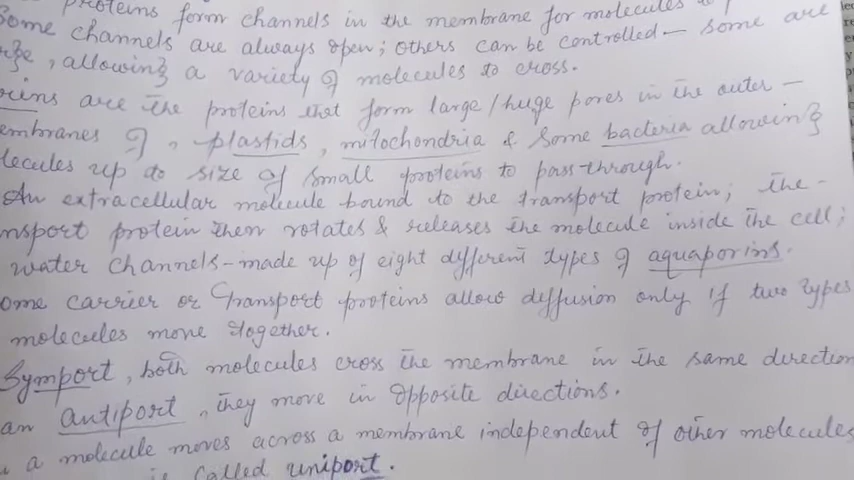 proteins form channels in the membrane for molecules
Some channels are always open; others can be controlled - some are
allowing a variety of molecules to cross.
are the proteins that form large/huge pores in the outer -
embranes of, plastids, mitochondria & some bacteria allowing
lecules up to size of small proteins to pass through.
An extracellular molecule bound to the transport protein; the -
nsport protein then rotates & releases the molecule inside the cell;
water channels - made up of eight different types of aquaporins.
ome carrier or transport proteins allow diffusion only if two types
molecules move together.
Symport, both molecules cross the membrane in the same direction
an antiport, they move in opposite directions.
a molecule moves across a membrane independent of other molecules
is called uniport.